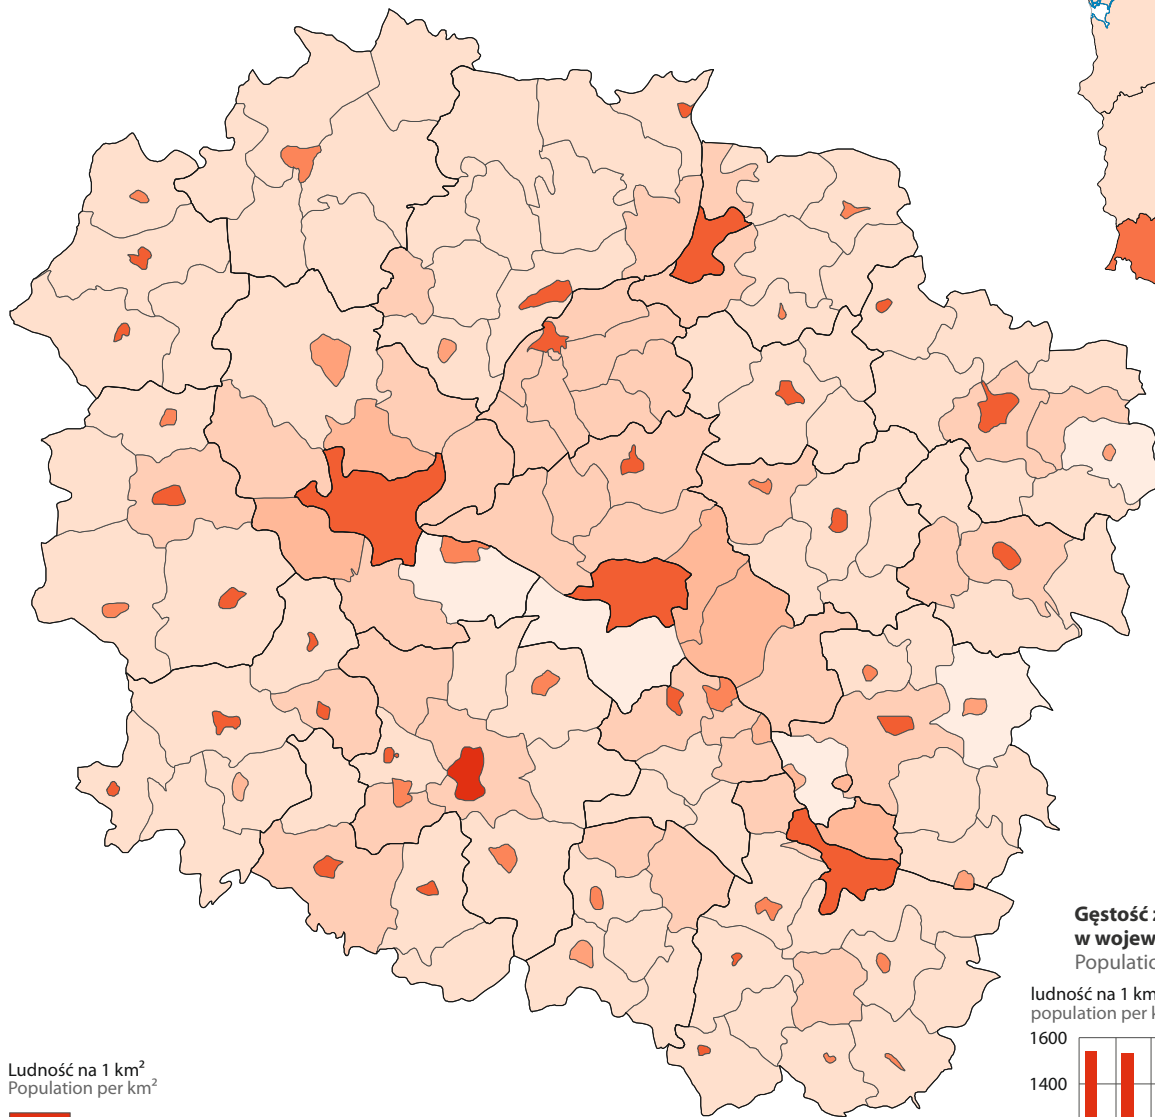 Gęstość
w wojew
Populatio
ludność na 1 km
population per k
1600
1400
Ludność na 1 km²
Population per km²